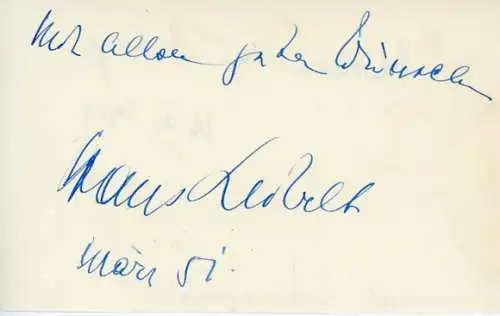 Mit allen guten Wünschen
Hans Leibelt
März 51.